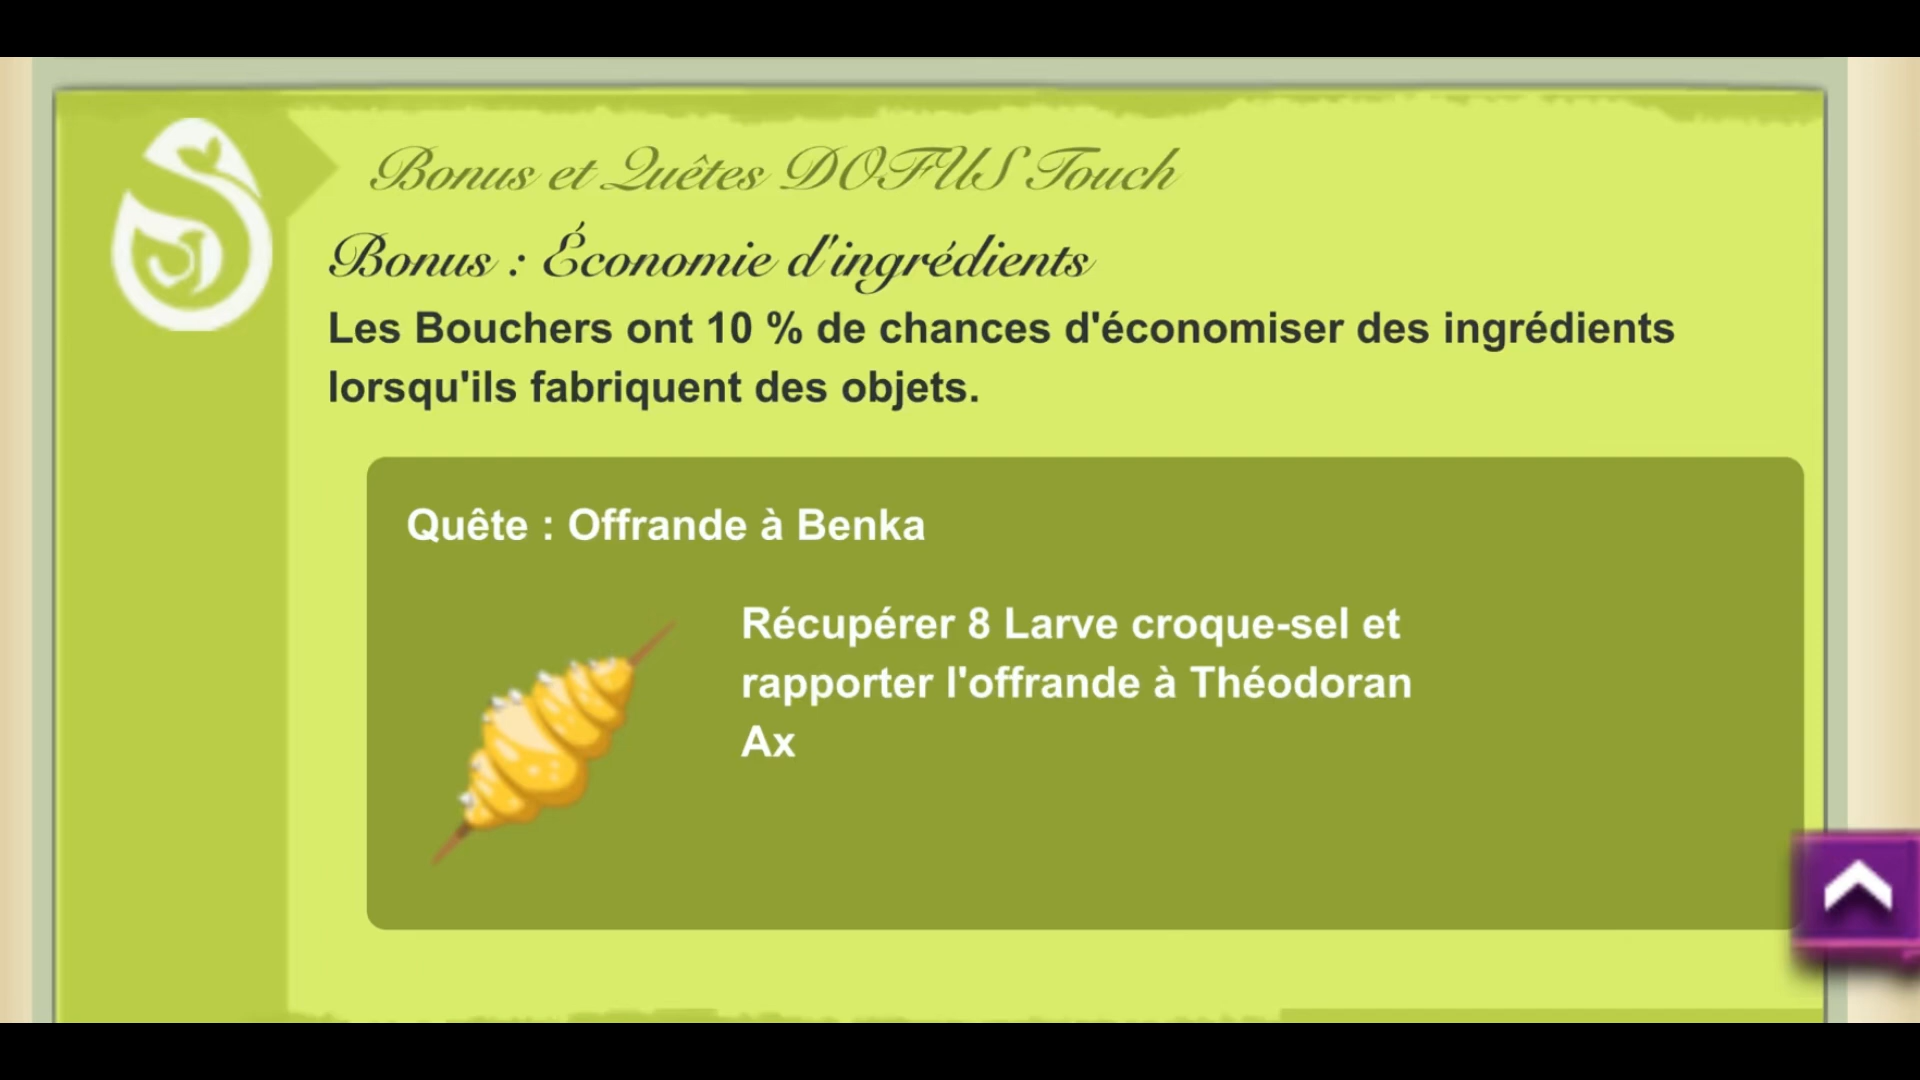 Bonus et Quêtes DOFUS Touch
Bonus : Économie d'ingrédients
Les Bouchers ont 10 % de chances d'économiser des ingrédients
lorsqu'ils fabriquent des objets.
Quête : Offrande à Benka
Récupérer 8 Larve croque-sel et
rapporter l'offrande à Théodoran
Ax